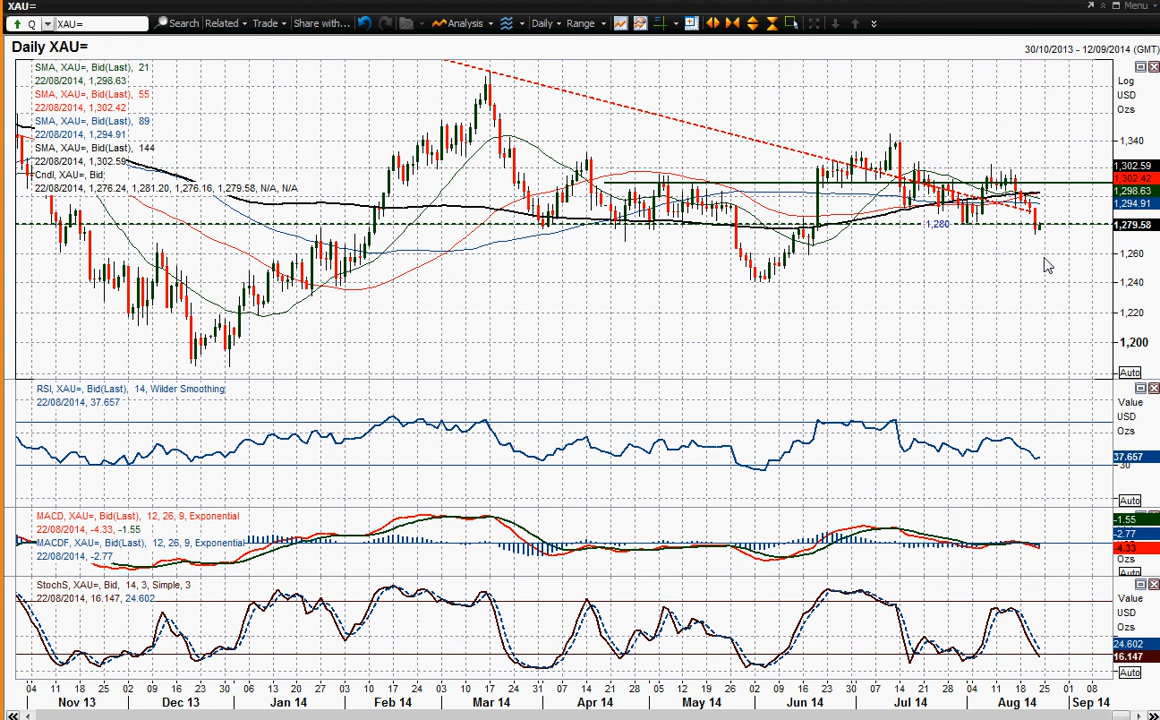 XAU=
Menu
Q XAU= Search Related Trade Share with... Analysis Daily Range
Daily XAU=
30/10/2013 - 12/09/2014 (GMT)
SMA, XAU=, Bid(Last), 21
22/08/2014, 1,298.63
SMA, XAU=, Bid(Last), 55
22/08/2014, 1,302.42
SMA, XAU=, Bid(Last), 89
22/08/2014, 1,294.91
SMA, XAU=, Bid(Last), 144
22/08/2014, 1,302.59
Cndl, XAU=, Bid
22/08/2014, 1,276.24, 1,281.20, 1,276.16, 1,279.58, N/A, N/A
Log
USD
Ozs
1,340
1,302.59
1,302.42
1,298.63
1,294.91
1,280
1,279.58
1,260
1,240
1,220
1,200
Auto
RSI, XAU=, Bid(Last), 14, Wilder Smoothing
22/08/2014, 37.657
Value
USD
Ozs
37.657
30
Auto
MACD, XAU=, Bid(Last), 12, 26, 9, Exponential
22/08/2014, -4.33, -1.55
MACDF, XAU=, Bid(Last), 12, 26, 9, Exponential
22/08/2014, -2.77
-1.55
-2.77
-4.33
Ozs
Auto
StochS, XAU=, Bid, 14, 3, Simple, 3
22/08/2014, 16.147, 24.602
Value
USD
Ozs
24.602
16.147
Auto
04 11 18 25 02 09 16 23 30 06 13 20 27 03 10 17 24 03 10 17 24 31 07 14 21 28 05 12 19 26 02 09 16 23 30 07 14 21 28 04 11 18 25 01 08
Nov 13 Dec 13 Jan 14 Feb 14 Mar 14 Apr 14 May 14 Jun 14 Jul 14 Aug 14 Sep 14